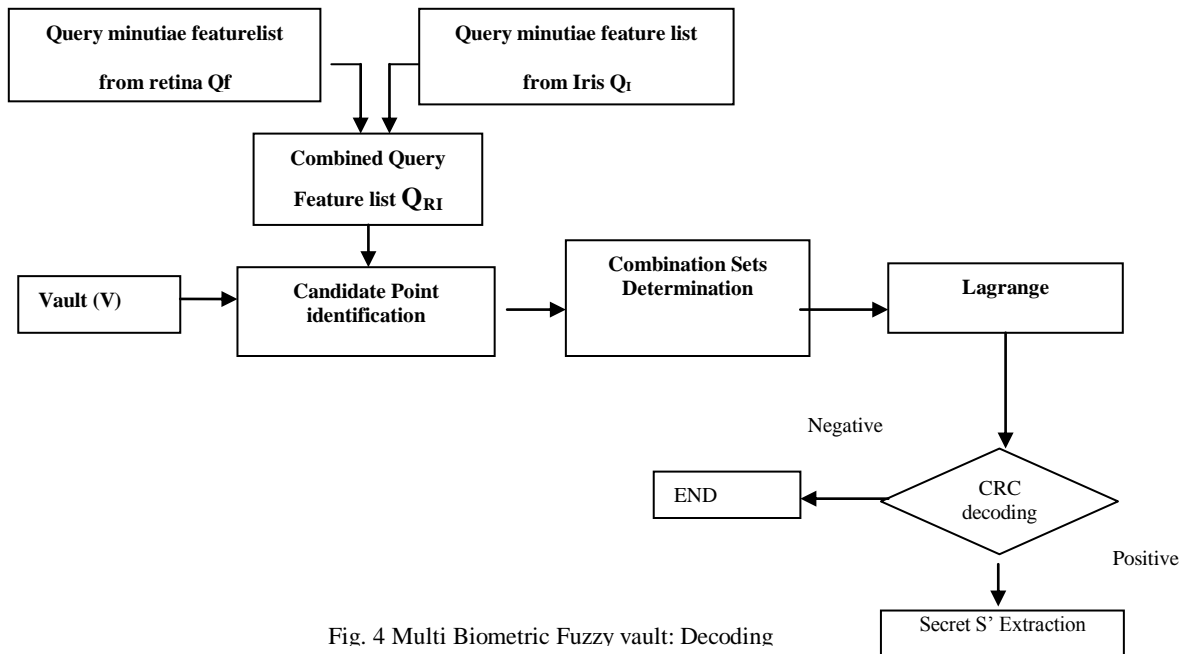 Query minutiae featurelist
from retina Qf
Query minutiae feature list
from Iris QI
Combined Query
Feature list QRI
Vault (V)
Candidate Point
identification
Combination Sets
Determination
Lagrange
Negative
END
CRC
decoding
Positive
Secret S’ Extraction
Fig. 4 Multi Biometric Fuzzy vault: Decoding